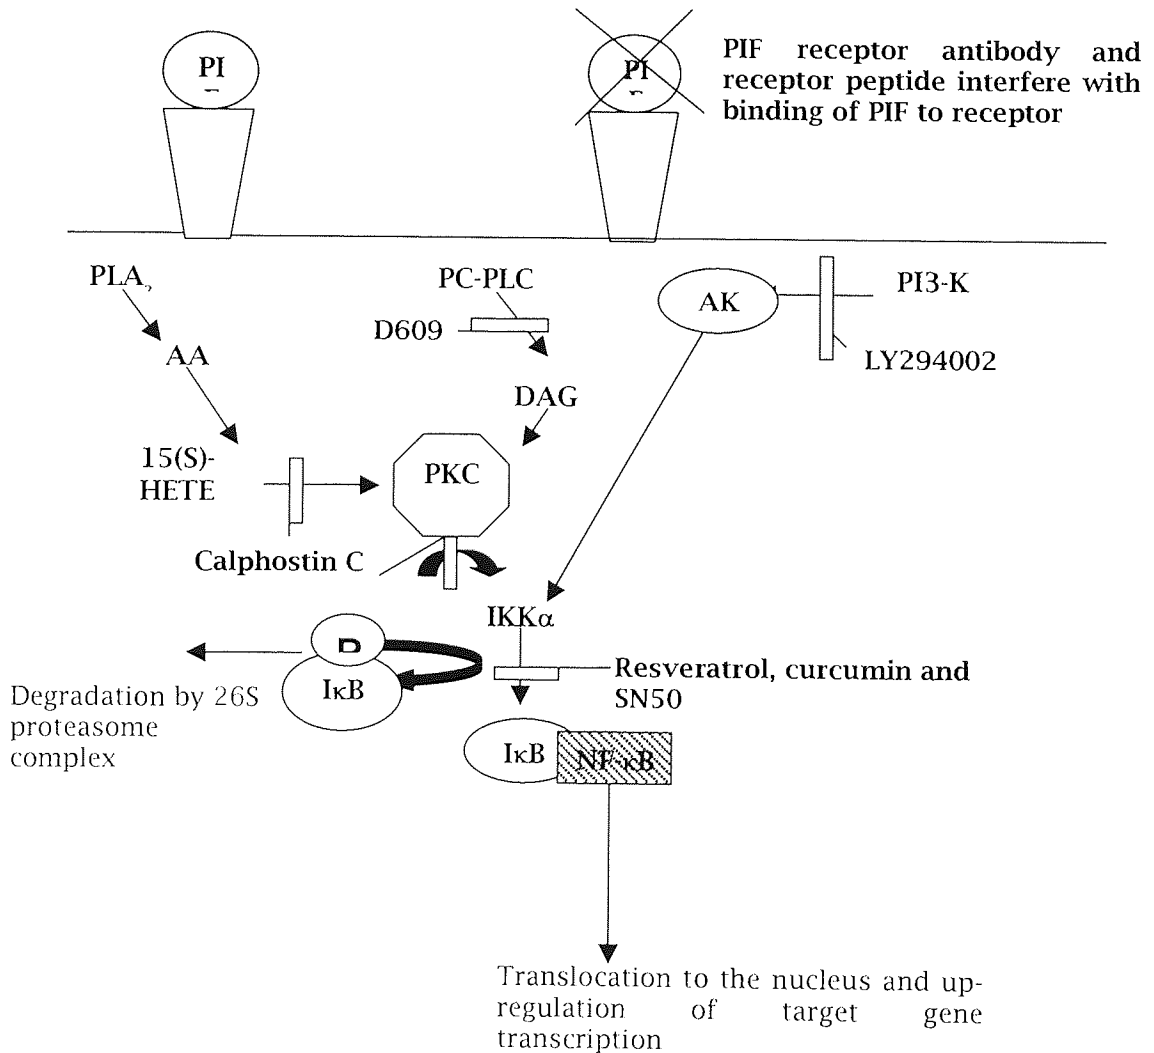 PI
PI
PIF receptor antibody and
receptor peptide interfere with
binding of PIF to receptor
PLA₂
PC-PLC
AK
PI3-K
D609
LY294002
AA
DAG
15(S)-
HETE
PKC
Calphostin C
IKKα
Resveratrol, curcumin and
SN50
IκB
Degradation by 26S
proteasome
complex
IκB
NF-κB
Translocation to the nucleus and up-
regulation of target gene
transcription